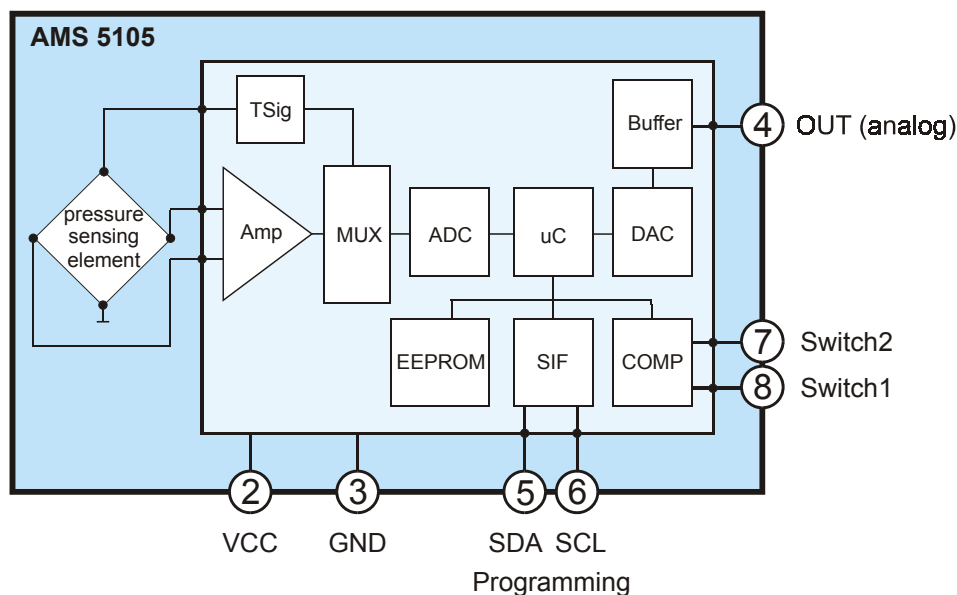 AMS 5105
TSig
Buffer
4 OUT (analog)
pressure
sensing
element
Amp
MUX
ADC
uC
DAC
EEPROM
SIF
COMP
7 Switch2
8 Switch1
2 3 5 6
VCC GND SDA SCL
Programming